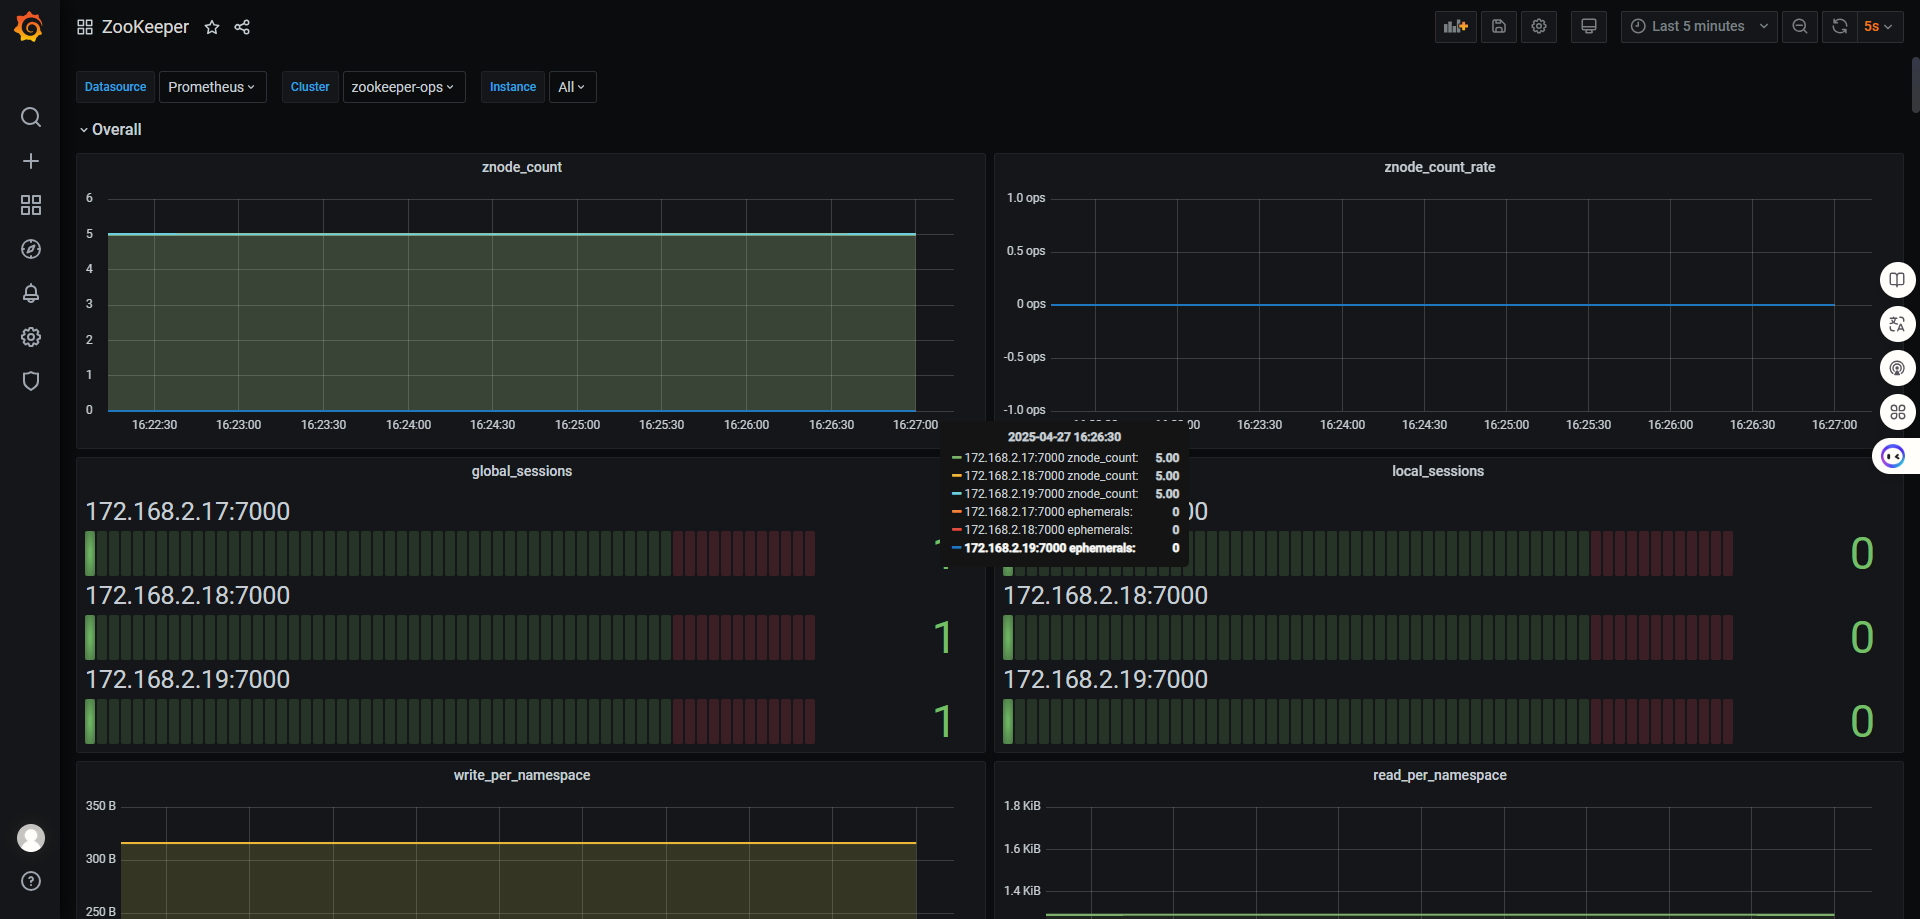 ZooKeeper
Last 5 minutes
5s
Datasource Prometheus Cluster zookeeper-ops Instance All
Overall
znode_count
6
5
4
3
2
1
0
16:22:30 16:23:00 16:23:30 16:24:00 16:24:30 16:25:00 16:25:30 16:26:00 16:26:30 16:27:00
znode_count_rate
1.0 ops
0.5 ops
0 ops
-0.5 ops
-1.0 ops
16:23:30 16:24:00 16:24:30 16:25:00 16:25:30 16:26:00 16:26:30 16:27:00
2025-04-27 16:26:30
172.168.2.17:7000 znode_count: 5.00
172.168.2.18:7000 znode_count: 5.00
172.168.2.19:7000 znode_count: 5.00
172.168.2.17:7000 ephemerals: 0
172.168.2.18:7000 ephemerals: 0
172.168.2.19:7000 ephemerals: 0
global_sessions
172.168.2.17:7000
172.168.2.18:7000
1
172.168.2.19:7000
1
local_sessions
0
172.168.2.18:7000
0
172.168.2.19:7000
0
write_per_namespace
350 B
300 B
250 B
read_per_namespace
1.8 KiB
1.6 KiB
1.4 KiB